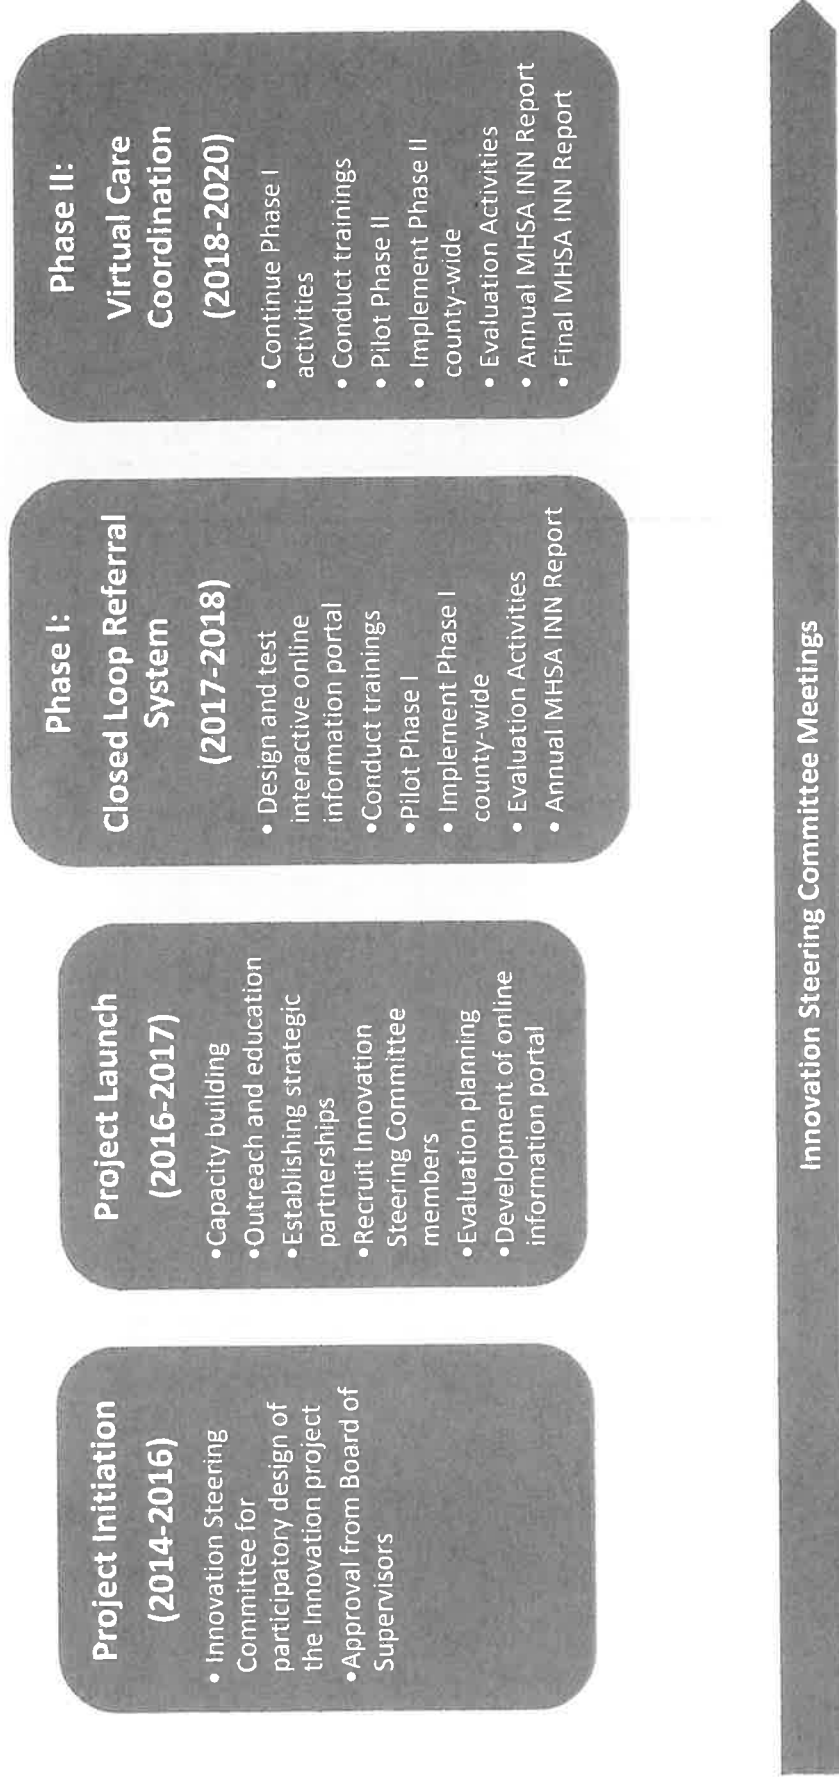 Project Initiation
(2014-2016)
• Innovation Steering
Committee for
participatory design of
the Innovation project
•Approval from Board of
Supervisors
Project Launch
(2016-2017)
•Capacity building
•Outreach and education
•Establishing strategic
partnerships
•Recruit Innovation
Steering Committee
members
•Evaluation planning
•Development of online
information portal
Phase I:
Closed Loop Referral
System
(2017-2018)
• Design and test
interactive online
information portal
•Conduct trainings
•Pilot Phase I
• Implement Phase I
county-wide
• Evaluation Activities
• Annual MHSA INN Report
Phase II:
Virtual Care
Coordination
(2018-2020)
• Continue Phase I
activities
• Conduct trainings
• Pilot Phase II
• Implement Phase II
county-wide
• Evaluation Activities
• Annual MHSA INN Report
• Final MHSA INN Report
Innovation Steering Committee Meetings